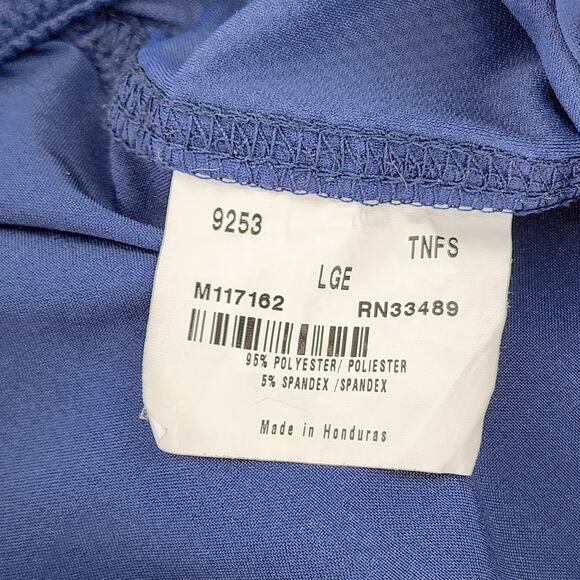 9253 TNFS
LGE
M117162 RN33489
95% POLYESTER/ POLIESTER
5% SPANDEX /SPANDEX
Made in Honduras